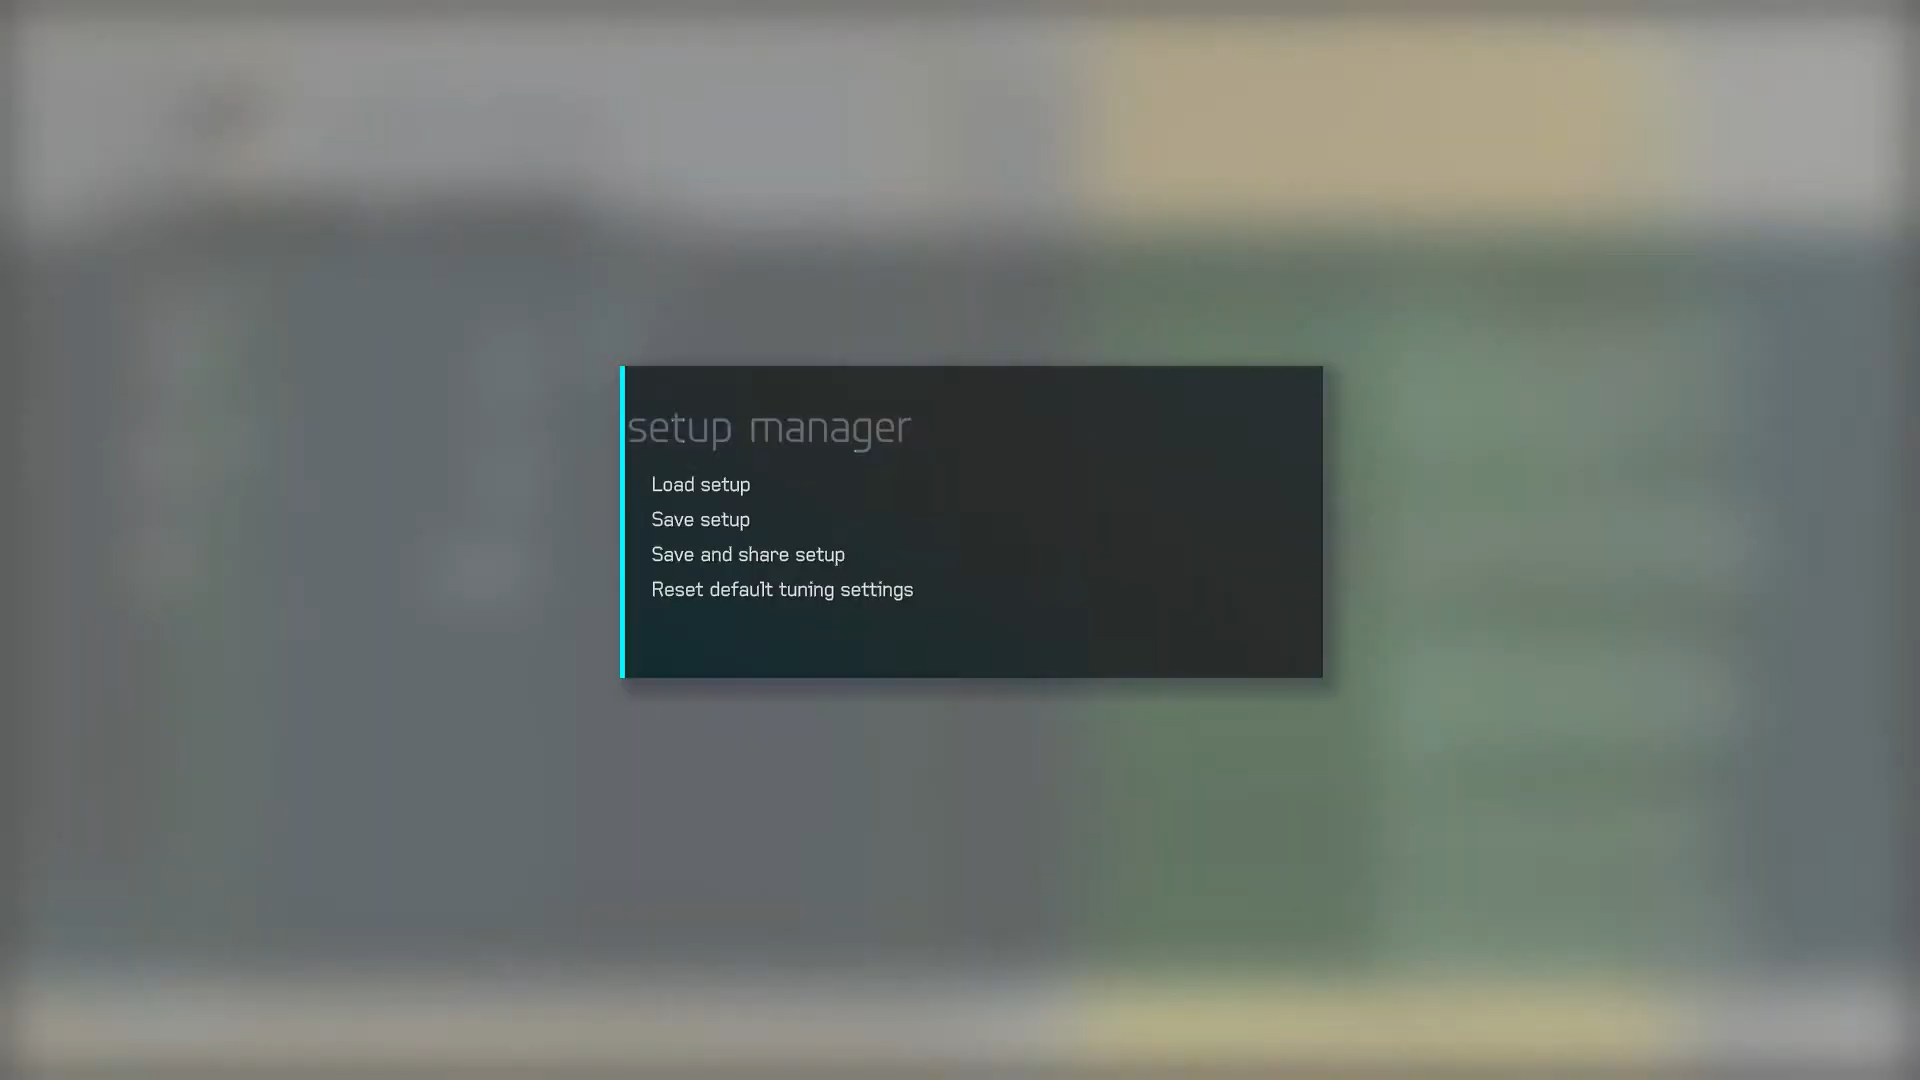 setup manager
Load setup
Save setup
Save and share setup
Reset default tuning settings